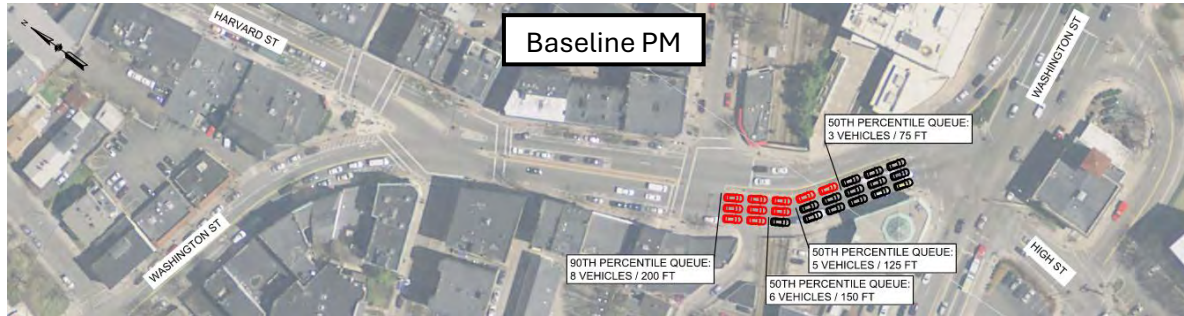 Baseline PM
HARVARD ST
WASHINGTON ST
Z
50TH PERCENTILE QUEUE:
3 VEHICLES / 75 FT
WASHINGTON ST
90TH PERCENTILE QUEUE:
8 VEHICLES / 200 FT
50TH PERCENTILE QUEUE:
5 VEHICLES / 125 FT
50TH PERCENTILE QUEUE:
6 VEHICLES / 150 FT
HIGH ST